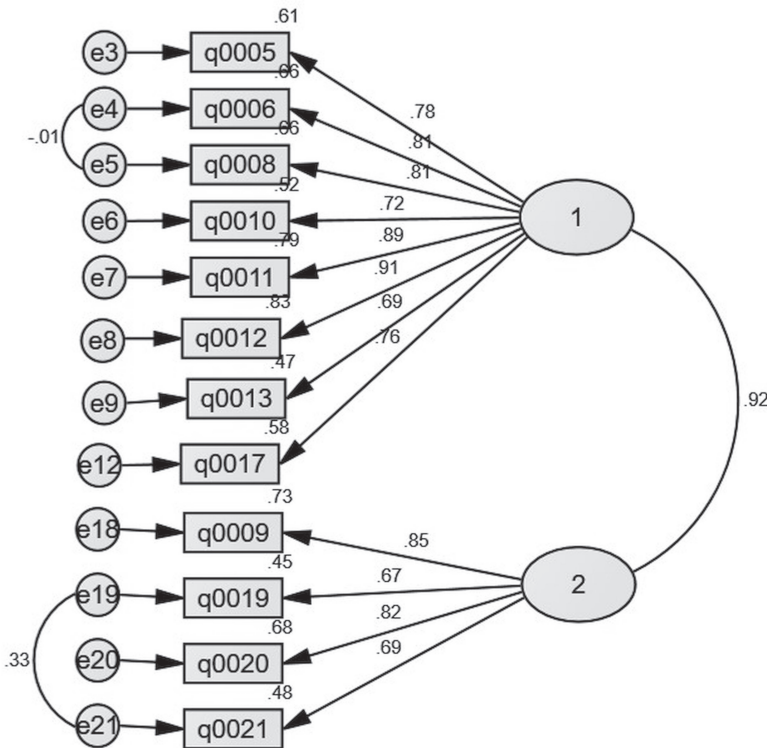 .61
e3 q0005
.66
e4 q0006 .78
-.01 .66 .81
e5 q0008 .81
.52
e6 q0010 .72 1
.79 .89
e7 q0011 .91
.83 .69
e8 q0012 .76
.47
e9 q0013 .92
.58
e12 q0017
.73
e18 q0009 .85
.45 .67
e19 q0019 2
.68 .82
.33 e20 q0020 .69
.48
e21 q0021